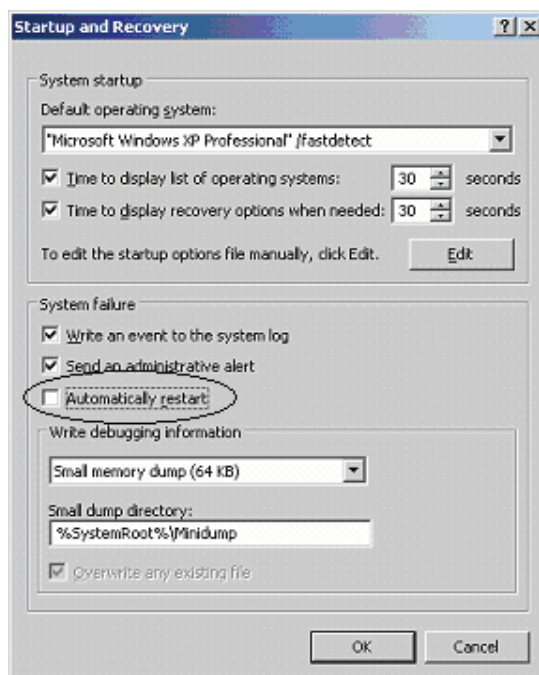 Startup and Recovery
System startup
Default operating system:
"Microsoft Windows XP Professional" /fastdetect
Time to display list of operating systems: 30 seconds
Time to display recovery options when needed: 30 seconds
To edit the startup options file manually, click Edit. Edit
System failure
Write an event to the system log
Send an administrative alert
Automatically restart
Write debugging information
Small memory dump (64 KB)
Small dump directory:
%SystemRoot%\Minidump
Overwrite any existing file
OK Cancel